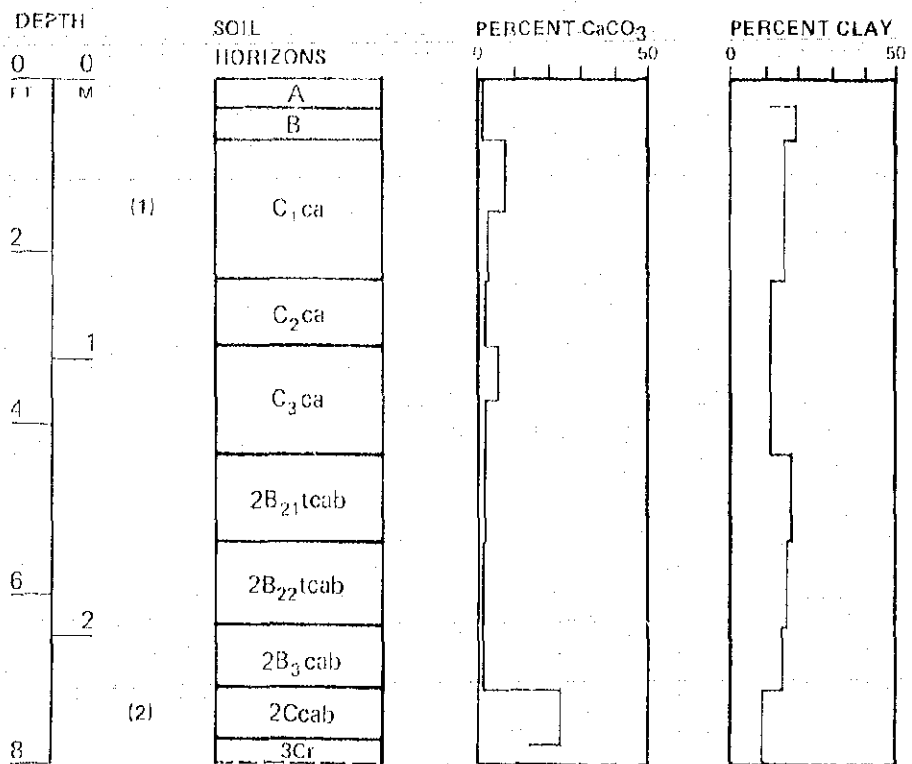 DEPTH
SOIL HORIZONS
PERCENT CaCO₃
PERCENT CLAY
0 0
0 50
0 50
FT M
A
B
(1)
C₁ca
2
C₂ca
1
C₃ca
4
2B₂₁tcab
2B₂₂tcab
6
2
2B₃cab
(2)
2Ccab
3Cr
8